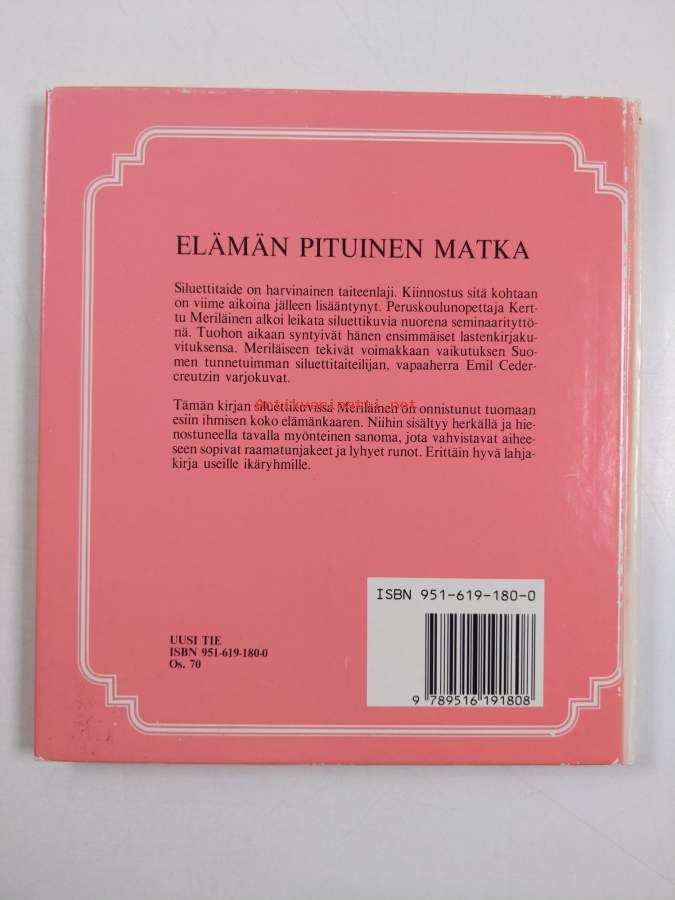 ELÄMÄN PITUINEN MATKA
Siluettitaide on harvinainen taiteenlaji. Kiinnostus sitä kohtaan
on viime aikoina jälleen lisääntynyt. Peruskoulunopettaja Kert-
tu Meriläinen alkoi leikata siluettikuvia nuorena seminaarityttö-
nä. Tuohon aikaan syntyivät hänen ensimmäiset lastenkirjaku-
vituksensa. Meriläiseen tekivät voimakkaan vaikutuksen Suo-
men tunnetuimman siluettitaiteilijan, vapaaherra Emil Ceder-
creutzin varjokuvat.
Tämän kirjan siluettikuvissa Meriläinen on onnistunut tuomaan
esiin ihmisen koko elämänkaaren. Niihin sisältyy herkällä ja hie-
nostuneella tavalla myönteinen sanoma, jota vahvistavat aihee-
seen sopivat raamatunjakeet ja lyhyet runot. Erittäin hyvä lahja-
kirja useille ikäryhmille.
Antikvariaatti.net
ISBN 951-619-180-0
9 789516 191808
UUSI TIE
ISBN 951-619-180-0
Os. 70